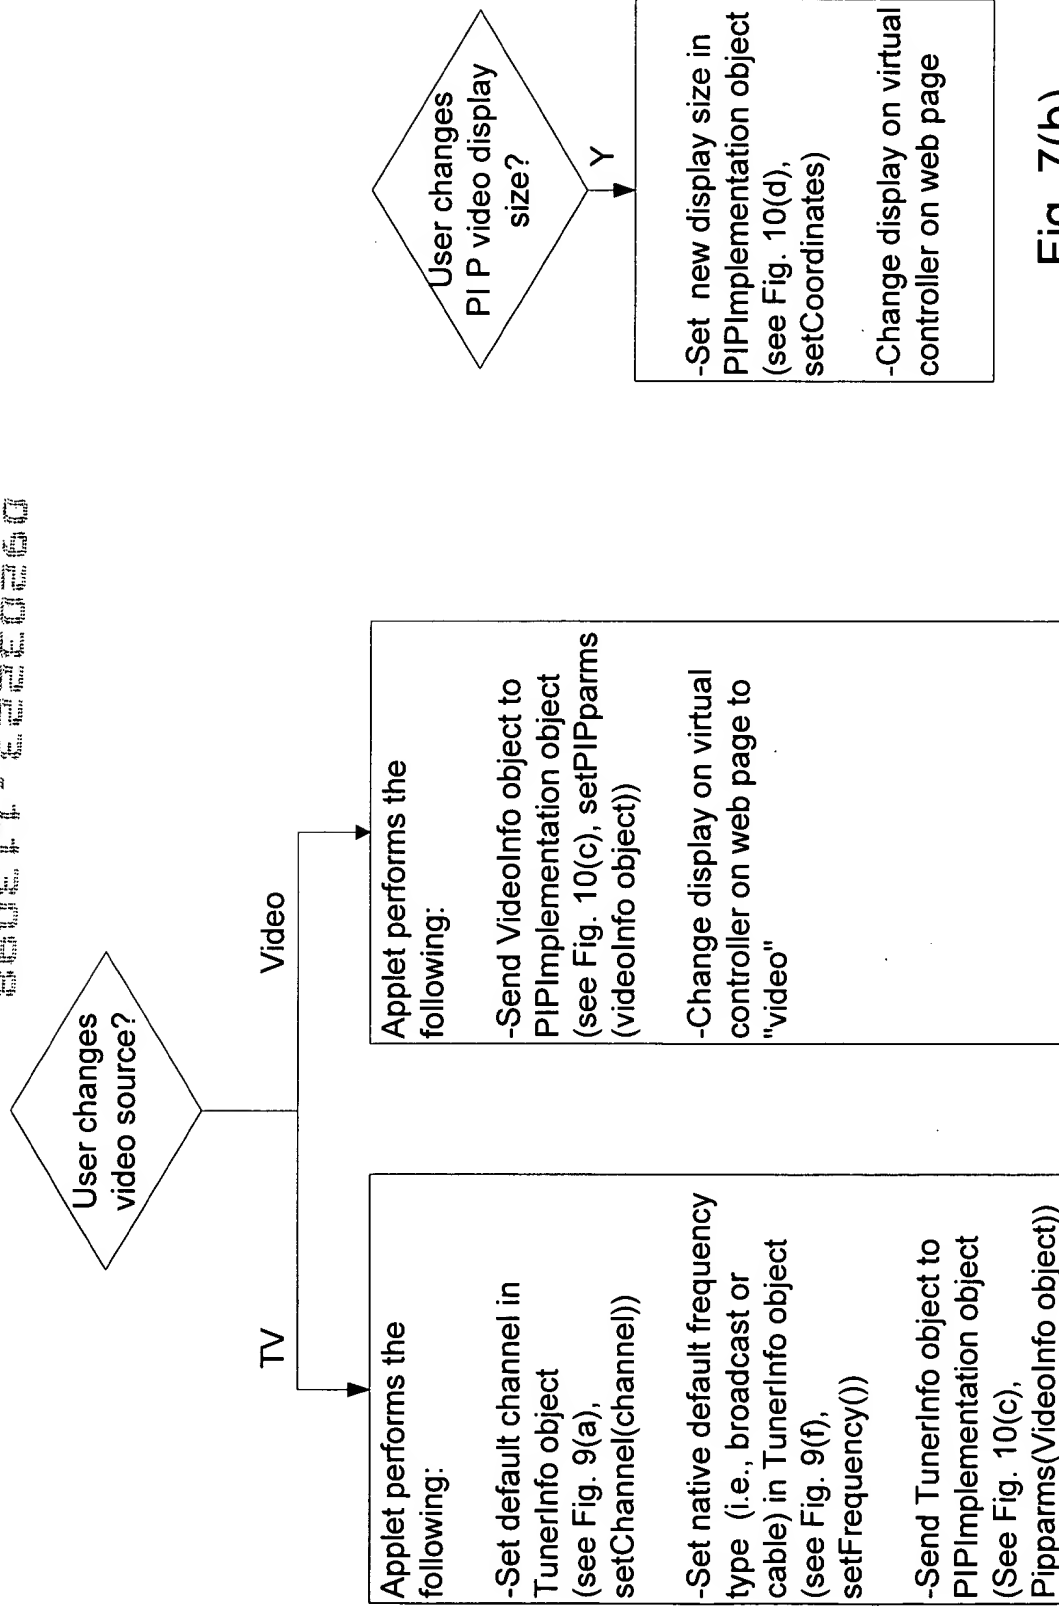 User changes
video source?
TV
Video
Applet performs the
following:
-Set default channel in
TunerInfo object
(see Fig. 9(a),
setChannel(channel))
-Set native default frequency
type (i.e., broadcast or
cable) in TunerInfo object
(see Fig. 9(f),
setFrequency())
-Send TunerInfo object to
PIPImplementation object
(See Fig. 10(c),
Pipparms(VideoInfo object))
Applet performs the
following:
-Send VideoInfo object to
PIPImplementation object
(see Fig. 10(c), setPIPparms
(videoInfo object))
-Change display on virtual
controller on web page to
"video"
User changes
PI P video display
size?
Y
-Set new display size in
PIPImplementation object
(see Fig. 10(d),
setCoordinates)
-Change display on virtual
controller on web page
Fig. 7(b)